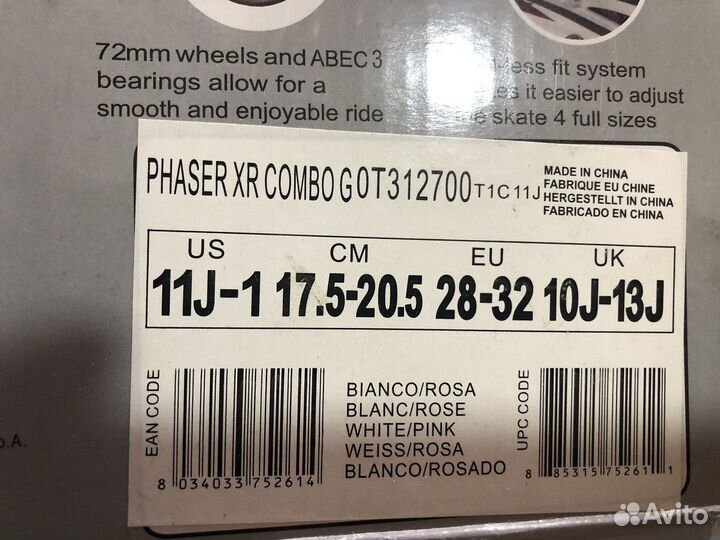 72mm wheels and ABEC 3
bearings allow for a
smooth and enjoyable ride
fit system
it easier to adjust
skate 4 full sizes
PHASER XR COMBO G 0T312700 T1C11J
MADE IN CHINA
FABRIQUE EU CHINE
HERGESTELLT IN CHINA
FABRICADO EN CHINA
US CM EU UK
11J-1 17.5-20.5 28-32 10J-13J
EAN CODE
8 034033 752614
BIANCO/ROSA
BLANC/ROSE
WHITE/PINK
WEISS/ROSA
BLANCO/ROSADO
UPC CODE
8 85315 75261 1
.A.
Avito